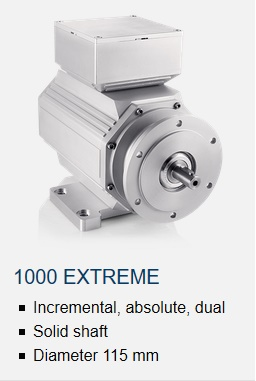 1000 EXTREME
Incremental, absolute, dual
Solid shaft
Diameter 115 mm